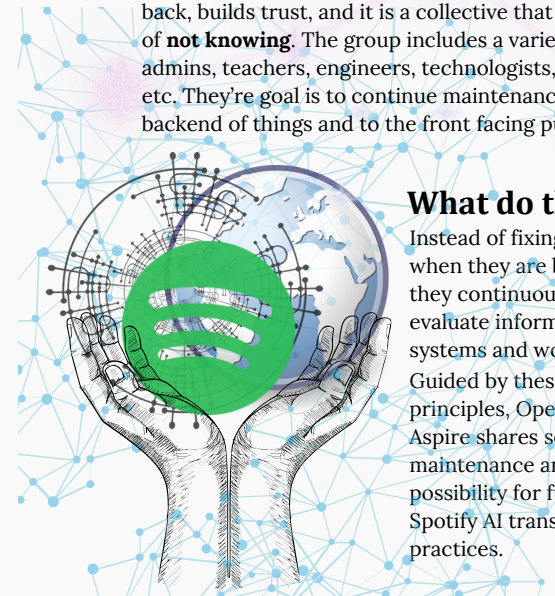 back, builds trust, and it is a collective that
of not knowing. The group includes a varie
admins, teachers, engineers, technologists,
etc. They’re goal is to continue maintenanc
backend of things and to the front facing pu
What do t
Instead of fixing
when they are b
they continuous
evaluate inform
systems and wo
Guided by thes
principles, Ope
Aspire shares s
maintenance a
possibility for f
Spotify AI trans
practices.